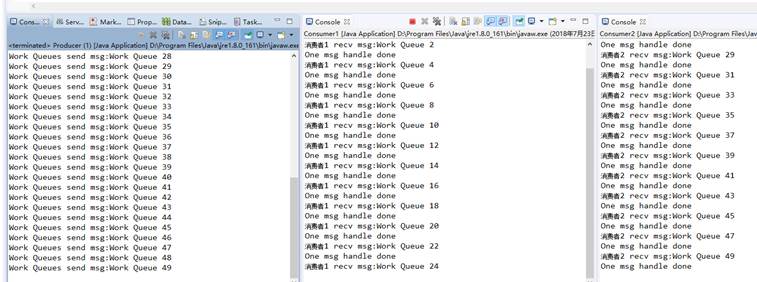 Cons...
Serv...
Mark...
Prop...
Data...
Snip...
Task...
<terminated> Producer (1) [Java Application] D:\Program Files\Java\jre1.8.0_161\bin\javaw.exe
Work Queues send msg:Work Queue 28
Work Queues send msg:Work Queue 29
Work Queues send msg:Work Queue 30
Work Queues send msg:Work Queue 31
Work Queues send msg:Work Queue 32
Work Queues send msg:Work Queue 33
Work Queues send msg:Work Queue 34
Work Queues send msg:Work Queue 35
Work Queues send msg:Work Queue 36
Work Queues send msg:Work Queue 37
Work Queues send msg:Work Queue 38
Work Queues send msg:Work Queue 39
Work Queues send msg:Work Queue 40
Work Queues send msg:Work Queue 41
Work Queues send msg:Work Queue 42
Work Queues send msg:Work Queue 43
Work Queues send msg:Work Queue 44
Work Queues send msg:Work Queue 45
Work Queues send msg:Work Queue 46
Work Queues send msg:Work Queue 47
Work Queues send msg:Work Queue 48
Work Queues send msg:Work Queue 49
Console
Consumer1 [Java Application] D:\Program Files\Java\jre1.8.0_161\bin\javaw.exe (2018年7月23日
消费者1 recv msg:Work Queue 2
One msg handle done
消费者1 recv msg:Work Queue 4
One msg handle done
消费者1 recv msg:Work Queue 6
One msg handle done
消费者1 recv msg:Work Queue 8
One msg handle done
消费者1 recv msg:Work Queue 10
One msg handle done
消费者1 recv msg:Work Queue 12
One msg handle done
消费者1 recv msg:Work Queue 14
One msg handle done
消费者1 recv msg:Work Queue 16
One msg handle done
消费者1 recv msg:Work Queue 18
One msg handle done
消费者1 recv msg:Work Queue 20
One msg handle done
消费者1 recv msg:Work Queue 22
One msg handle done
消费者1 recv msg:Work Queue 24
Console
Consumer2 [Java Application] D:\Program
One msg handle done
消费者2 recv msg:Work Queue 29
One msg handle done
消费者2 recv msg:Work Queue 31
One msg handle done
消费者2 recv msg:Work Queue 33
One msg handle done
消费者2 recv msg:Work Queue 35
One msg handle done
消费者2 recv msg:Work Queue 37
One msg handle done
消费者2 recv msg:Work Queue 39
One msg handle done
消费者2 recv msg:Work Queue 41
One msg handle done
消费者2 recv msg:Work Queue 43
One msg handle done
消费者2 recv msg:Work Queue 45
One msg handle done
消费者2 recv msg:Work Queue 47
One msg handle done
消费者2 recv msg:Work Queue 49
One msg handle done